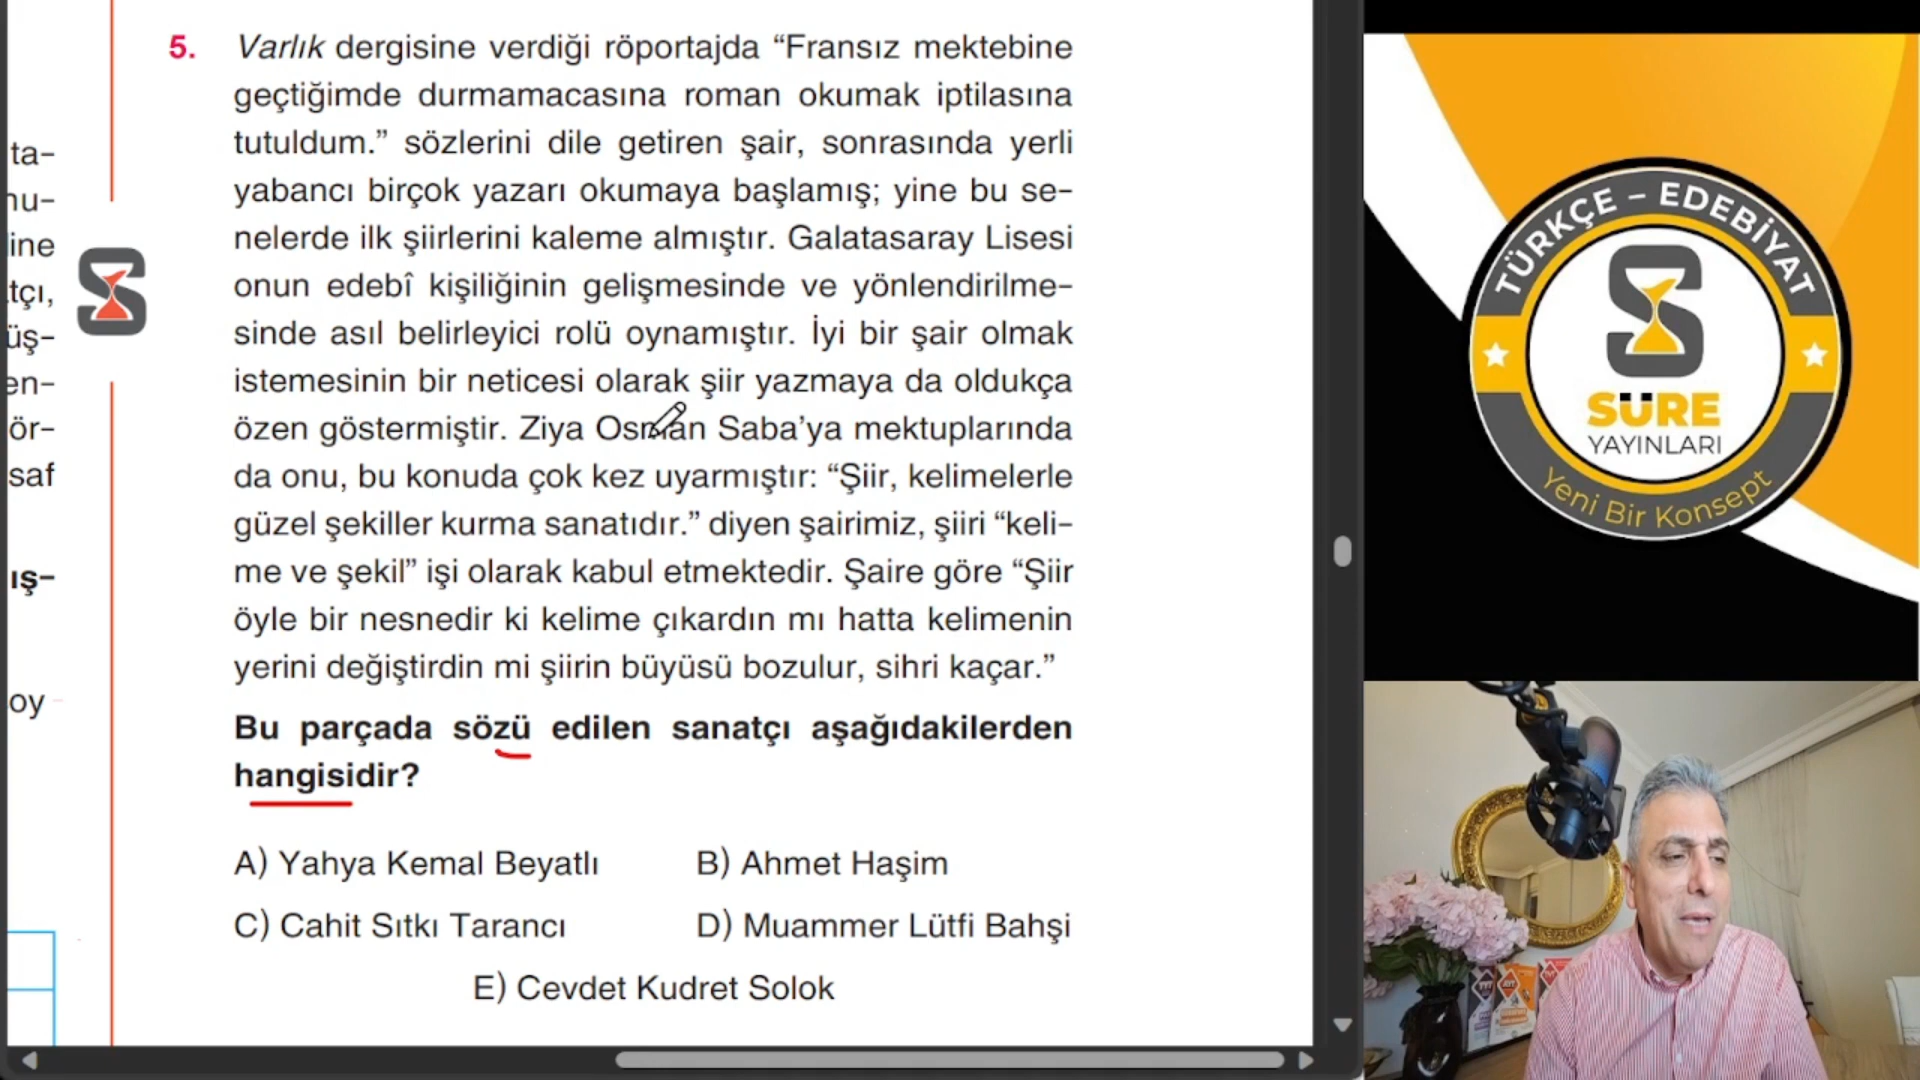 5. Varlık dergisine verdiği röportajda “Fransız mektebine
geçtiğimde durmamacasına roman okumak iptilasına
tutuldum.” sözlerini dile getiren şair, sonrasında yerli
yabancı birçok yazarı okumaya başlamış; yine bu se-
nelerde ilk şiirlerini kaleme almıştır. Galatasaray Lisesi
onun edebî kişiliğinin gelişmesinde ve yönlendirilme-
sinde asıl belirleyici rolü oynamıştır. İyi bir şair olmak
istemesinin bir neticesi olarak şiir yazmaya da oldukça
özen göstermiştir. Ziya Osman Saba’ya mektuplarında
da onu, bu konuda çok kez uyarmıştır: “Şiir, kelimelerle
güzel şekiller kurma sanatıdır.” diyen şairimiz, şiiri “keli-
me ve şekil” işi olarak kabul etmektedir. Şaire göre “Şiir
öyle bir nesnedir ki kelime çıkardın mı hatta kelimenin
yerini değiştirdin mi şiirin büyüsü bozulur, sihri kaçar.”
Bu parçada sözü edilen sanatçı aşağıdakilerden
hangisidir?
A) Yahya Kemal Beyatlı
B) Ahmet Haşim
C) Cahit Sıtkı Tarancı
D) Muammer Lütfi Bahşi
E) Cevdet Kudret Solok
ta-
ine
tçı,
üş-
en-
ör-
saf
ış-
oy
TÜRKÇE – EDEBİYAT
SÜRE
YAYINLARI
Yeni Bir Konsept